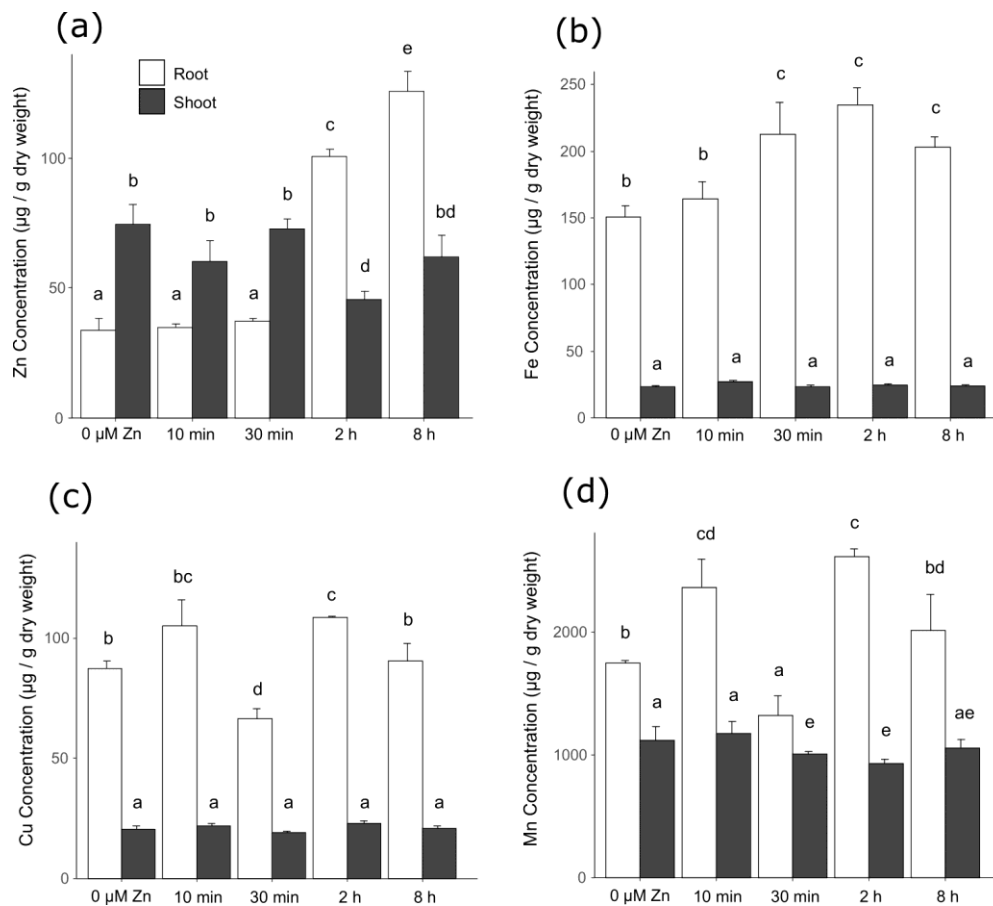 (a)
Zn Concentration (µg / g dry weight)
Root
Shoot
100
50
0
a
b
a
b
a
b
c
d
e
bd
0 µM Zn
10 min
30 min
2 h
8 h
(b)
Fe Concentration (µg / g dry weight)
250
200
150
100
50
0
b
a
b
a
c
a
c
a
c
a
0 µM Zn
10 min
30 min
2 h
8 h
(c)
Cu Concentration (µg / g dry weight)
100
50
0
b
a
bc
a
d
a
c
a
b
a
0 µM Zn
10 min
30 min
2 h
8 h
(d)
Mn Concentration (µg / g dry weight)
2000
1000
0
b
a
cd
a
a
e
c
e
bd
ae
0 µM Zn
10 min
30 min
2 h
8 h